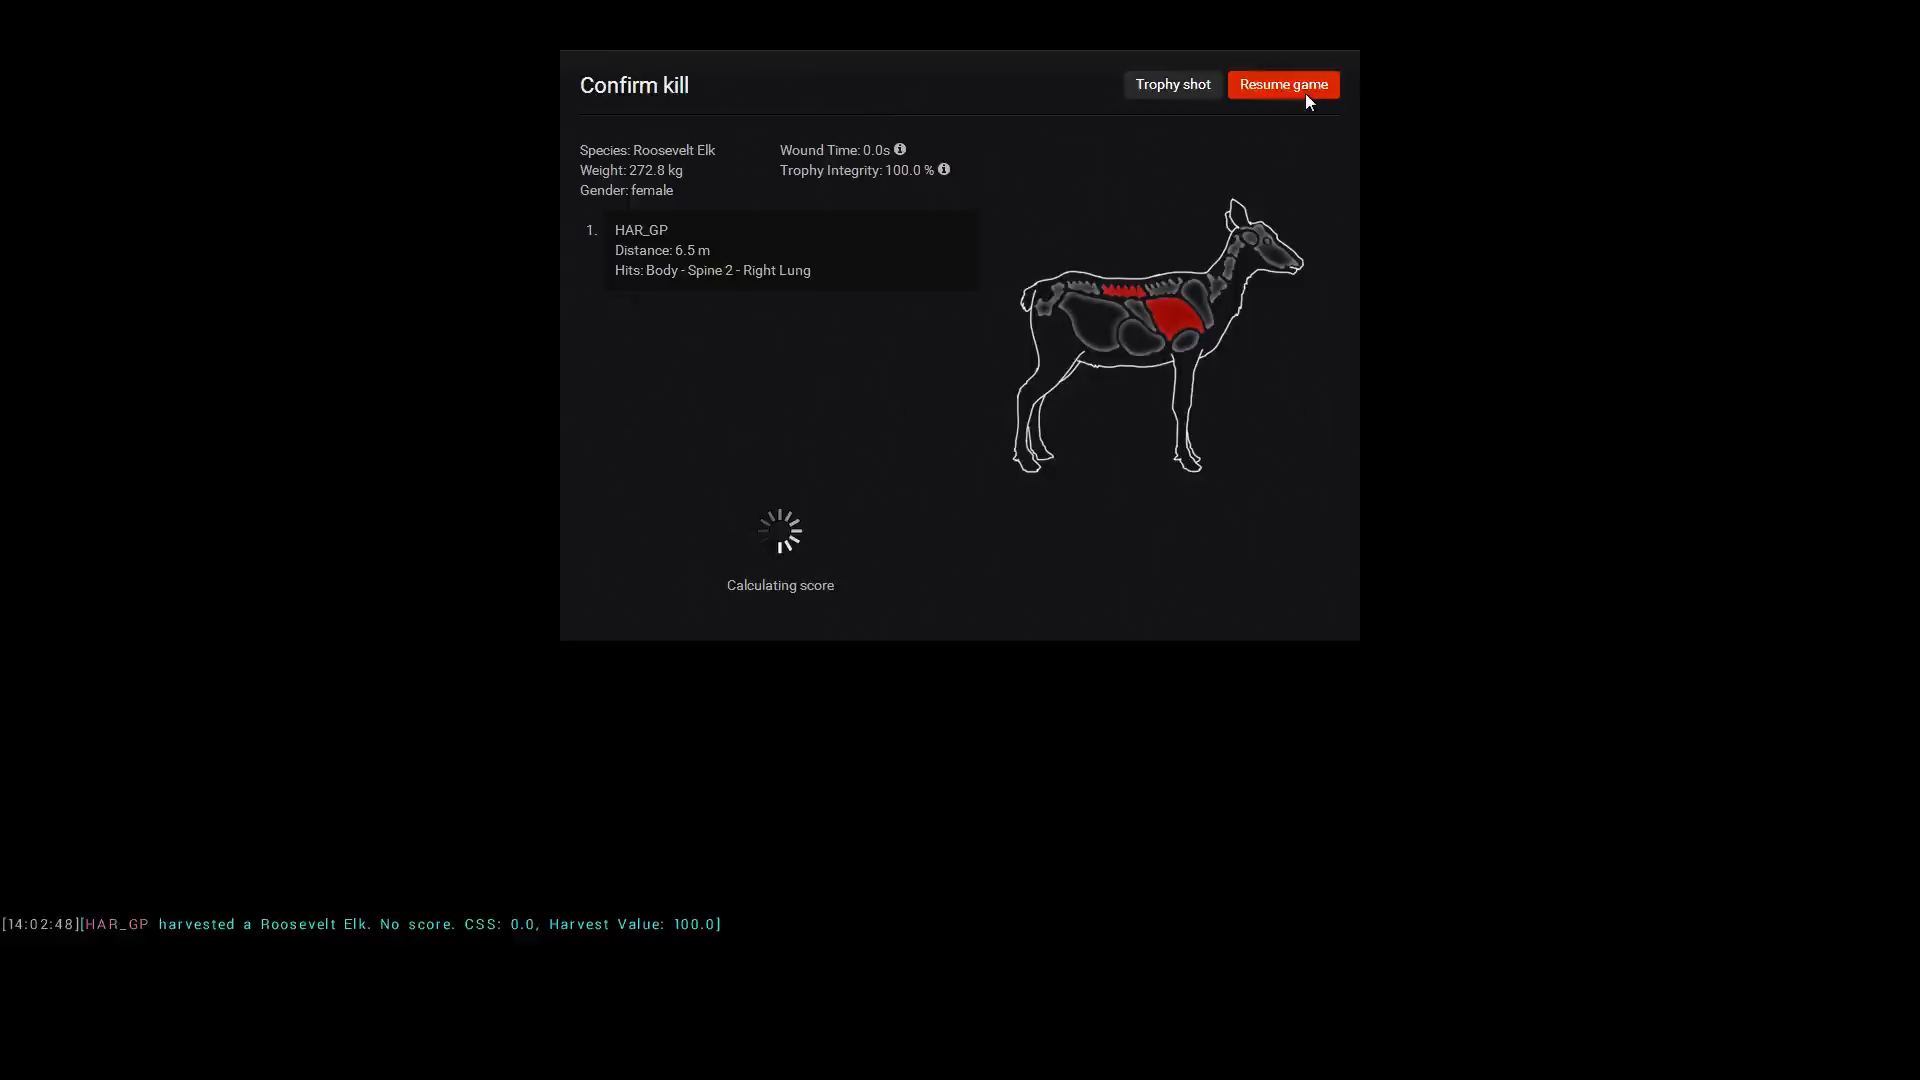 Confirm kill
Trophy shot
Resume game
Species: Roosevelt Elk
Weight: 272.8 kg
Gender: female
Wound Time: 0.0s
Trophy Integrity: 100.0 %
1.
HAR_GP
Distance: 6.5 m
Hits: Body - Spine 2 - Right Lung
Calculating score
[14:02:48][HAR_GP harvested a Roosevelt Elk. No score. CSS: 0.0, Harvest Value: 100.0]